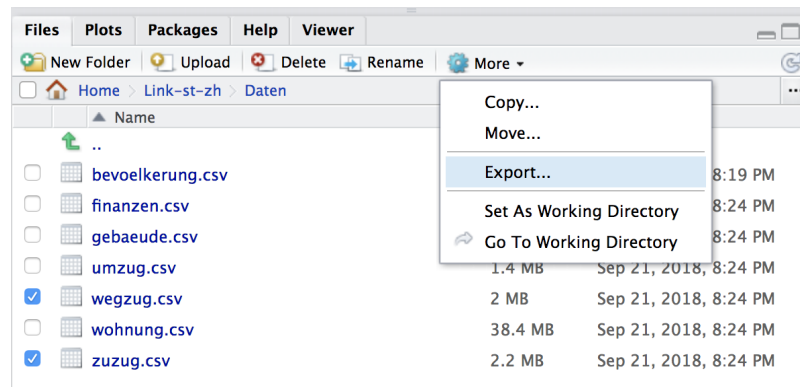 Files Plots Packages Help Viewer
New Folder Upload Delete Rename More
Home Link-st-zh Daten ...
Name
Copy...
Move...
Export...
Set As Working Directory
Go To Working Directory
..
bevoelkerung.csv 8:19 PM
finanzen.csv 8:24 PM
gebaeude.csv 8:24 PM
umzug.csv 1.4 MB Sep 21, 2018, 8:24 PM
wegzug.csv 2 MB Sep 21, 2018, 8:24 PM
wohnung.csv 38.4 MB Sep 21, 2018, 8:24 PM
zuzug.csv 2.2 MB Sep 21, 2018, 8:24 PM